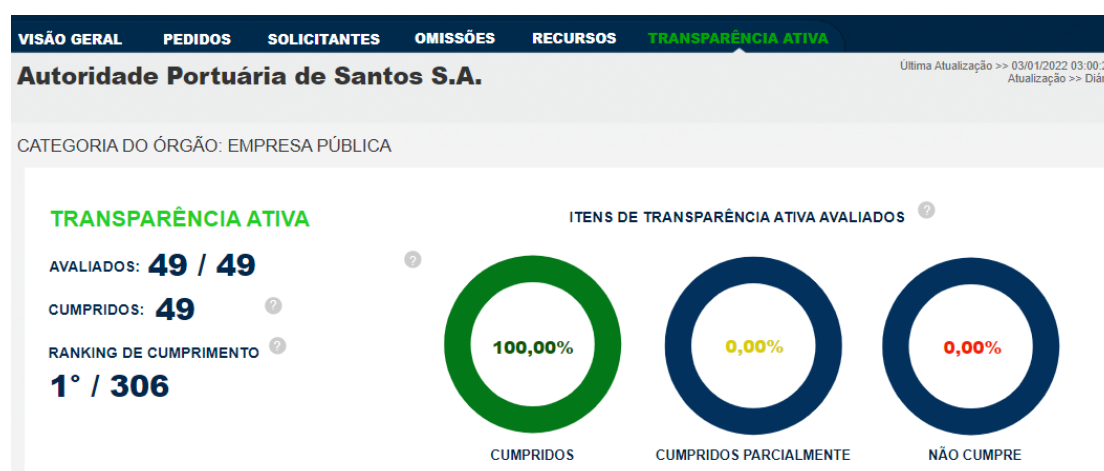 VISÃO GERAL PEDIDOS SOLICITANTES OMISSÕES RECURSOS TRANSPARÊNCIA ATIVA
Autoridade Portuária de Santos S.A.
Última Atualização >> 03/01/2022 03:00:2
Atualização >> Diár
CATEGORIA DO ÓRGÃO: EMPRESA PÚBLICA
TRANSPARÊNCIA ATIVA
AVALIADOS: 49 / 49 ?
CUMPRIDOS: 49 ?
RANKING DE CUMPRIMENTO ?
1° / 306
ITENS DE TRANSPARÊNCIA ATIVA AVALIADOS ?
100,00% 0,00% 0,00%
CUMPRIDOS CUMPRIDOS PARCIALMENTE NÃO CUMPRE